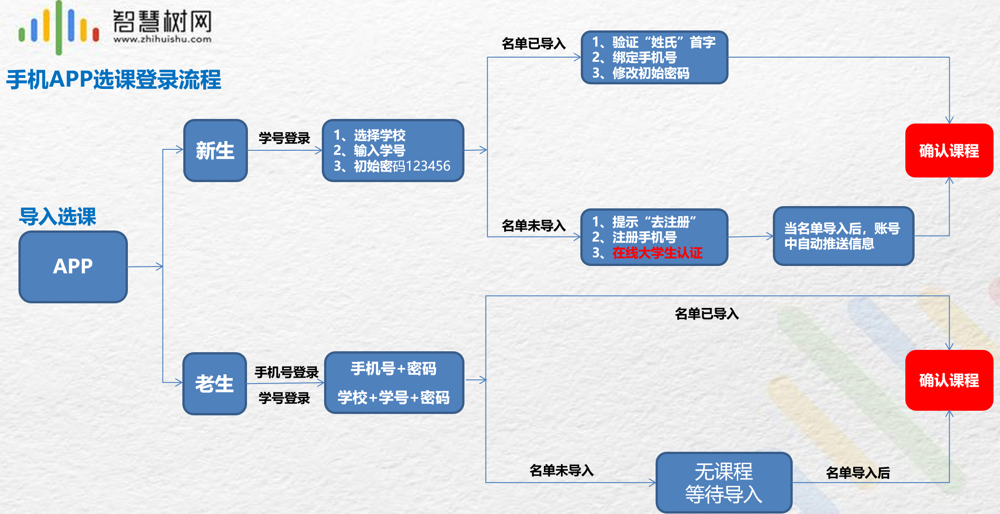 智慧树网
www.zhihuishu.com
手机APP选课登录流程
导入选课
APP
新生
学号登录
1、选择学校
2、输入学号
3、初始密码123456
名单已导入
1、验证“姓氏”首字
2、绑定手机号
3、修改初始密码
确认课程
名单未导入
1、提示“去注册”
2、注册手机号
3、在线大学生认证
当名单导入后，账号
中自动推送信息
老生
手机号登录
学号登录
手机号+密码
学校+学号+密码
名单已导入
确认课程
名单未导入
无课程
等待导入
名单导入后